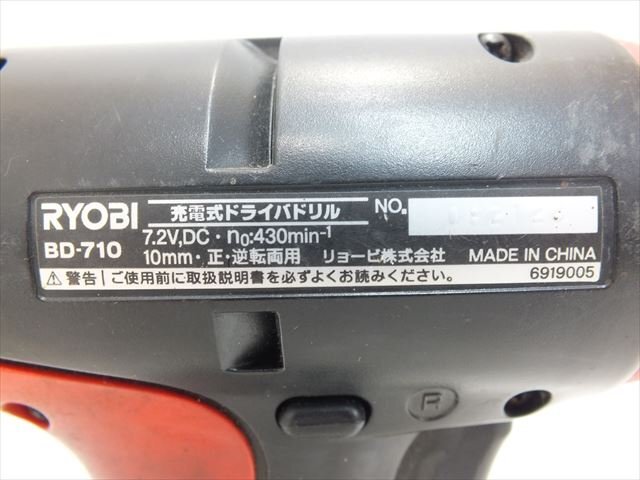 RYOBI 充電式ドライバドリル NO.
BD-710 7.2V,DC・n0:430min-1
10mm・正・逆転両用 リョービ株式会社 MADE IN CHINA
⚠警告 ご使用前に取扱説明書を必ずよくお読みください。 6919005
R